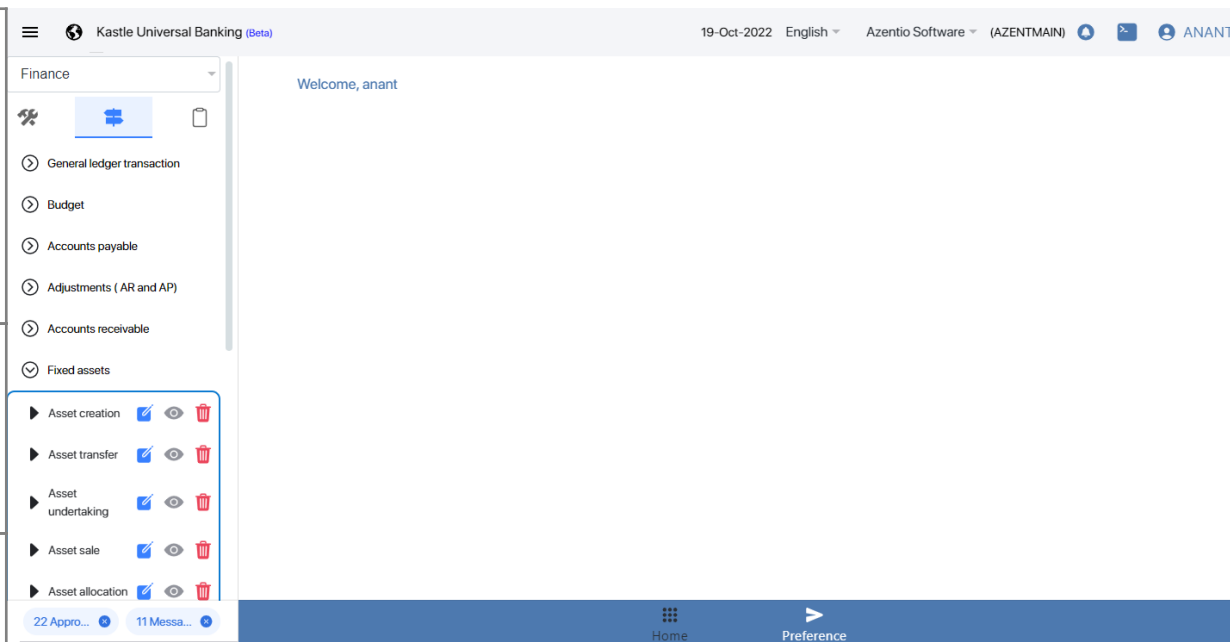 Kastle Universal Banking (Beta)
19-Oct-2022 English Azentio Software (AZENTMAIN) ANANT
Finance
Welcome, anant
General ledger transaction
Budget
Accounts payable
Adjustments ( AR and AP)
Accounts receivable
Fixed assets
Asset creation
Asset transfer
Asset
undertaking
Asset sale
Asset allocation
22 Appro...
11 Messa...
Home
Preference